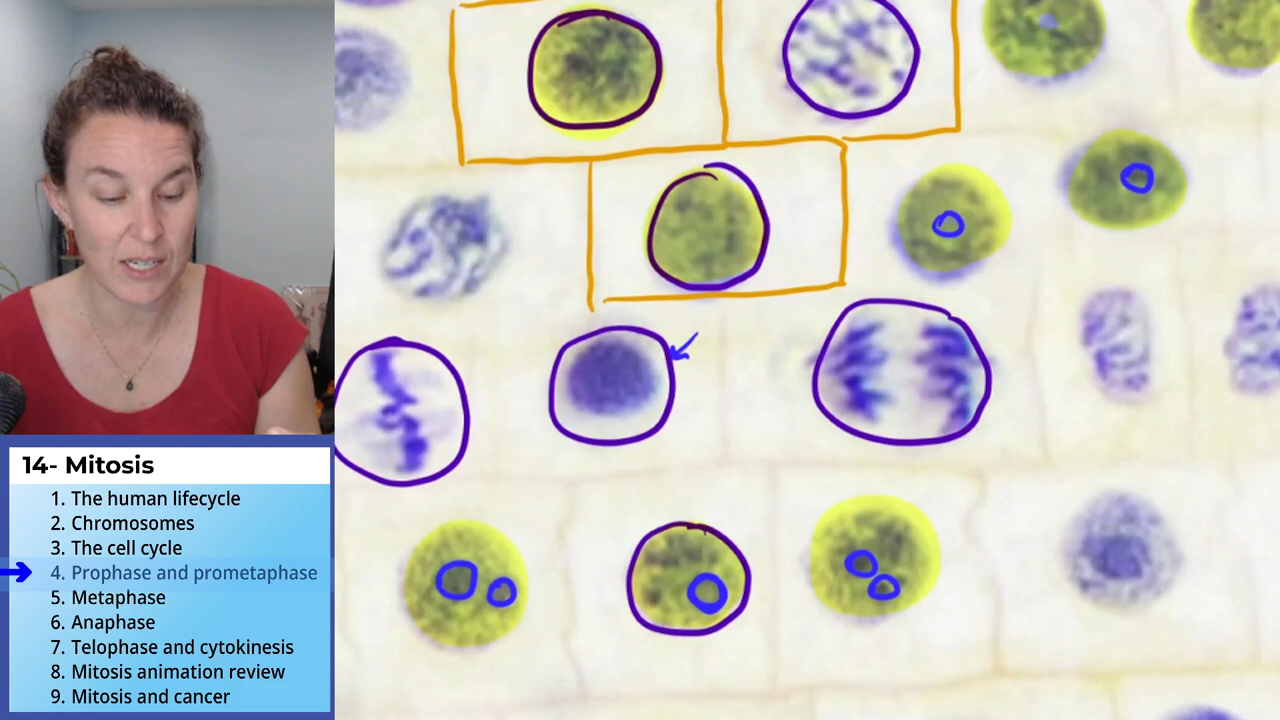 14- Mitosis
1. The human lifecycle
2. Chromosomes
3. The cell cycle
4. Prophase and prometaphase
5. Metaphase
6. Anaphase
7. Telophase and cytokinesis
8. Mitosis animation review
9. Mitosis and cancer